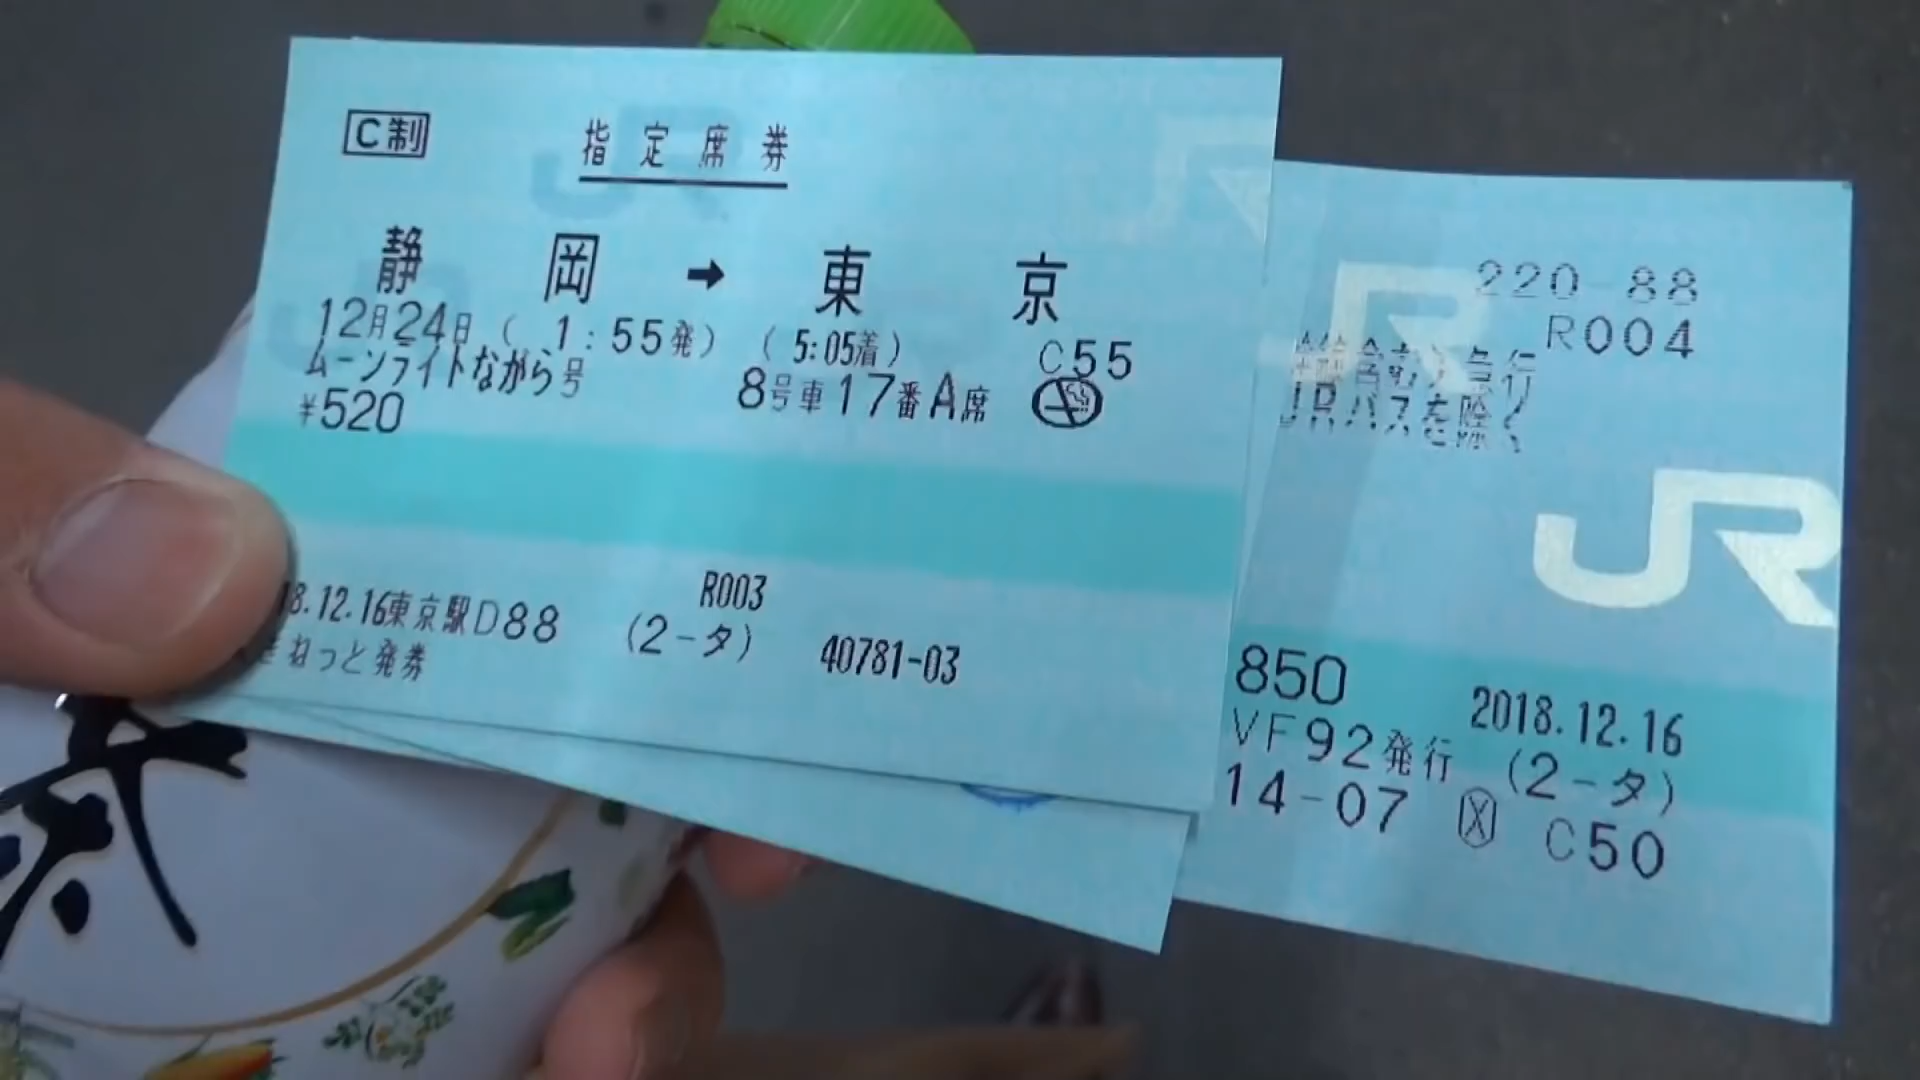 C制
指定席券
静岡 → 東京
12月24日 ( 1:55発) ( 5:05着) C55
ムーンライトながら号 8号車17番A席
¥520
8.12.16東京駅D88 (2-タ) 40781-03
R003
きねっと発券
JR
220-88
R004
急行
JRバスを除く
JR
850
2018.12.16
VF92発行 (2-タ)
14-07 C50
茶